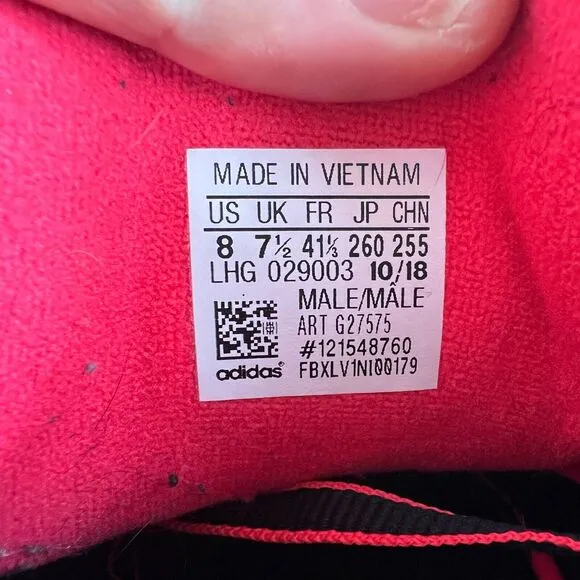 MADE IN VIETNAM
US UK FR JP CHN
8 7½ 41⅓ 260 255
LHG 029003 10/18
MALE/MÂLE
ART G27575
#121548760
adidas® FBXLV1NI00179